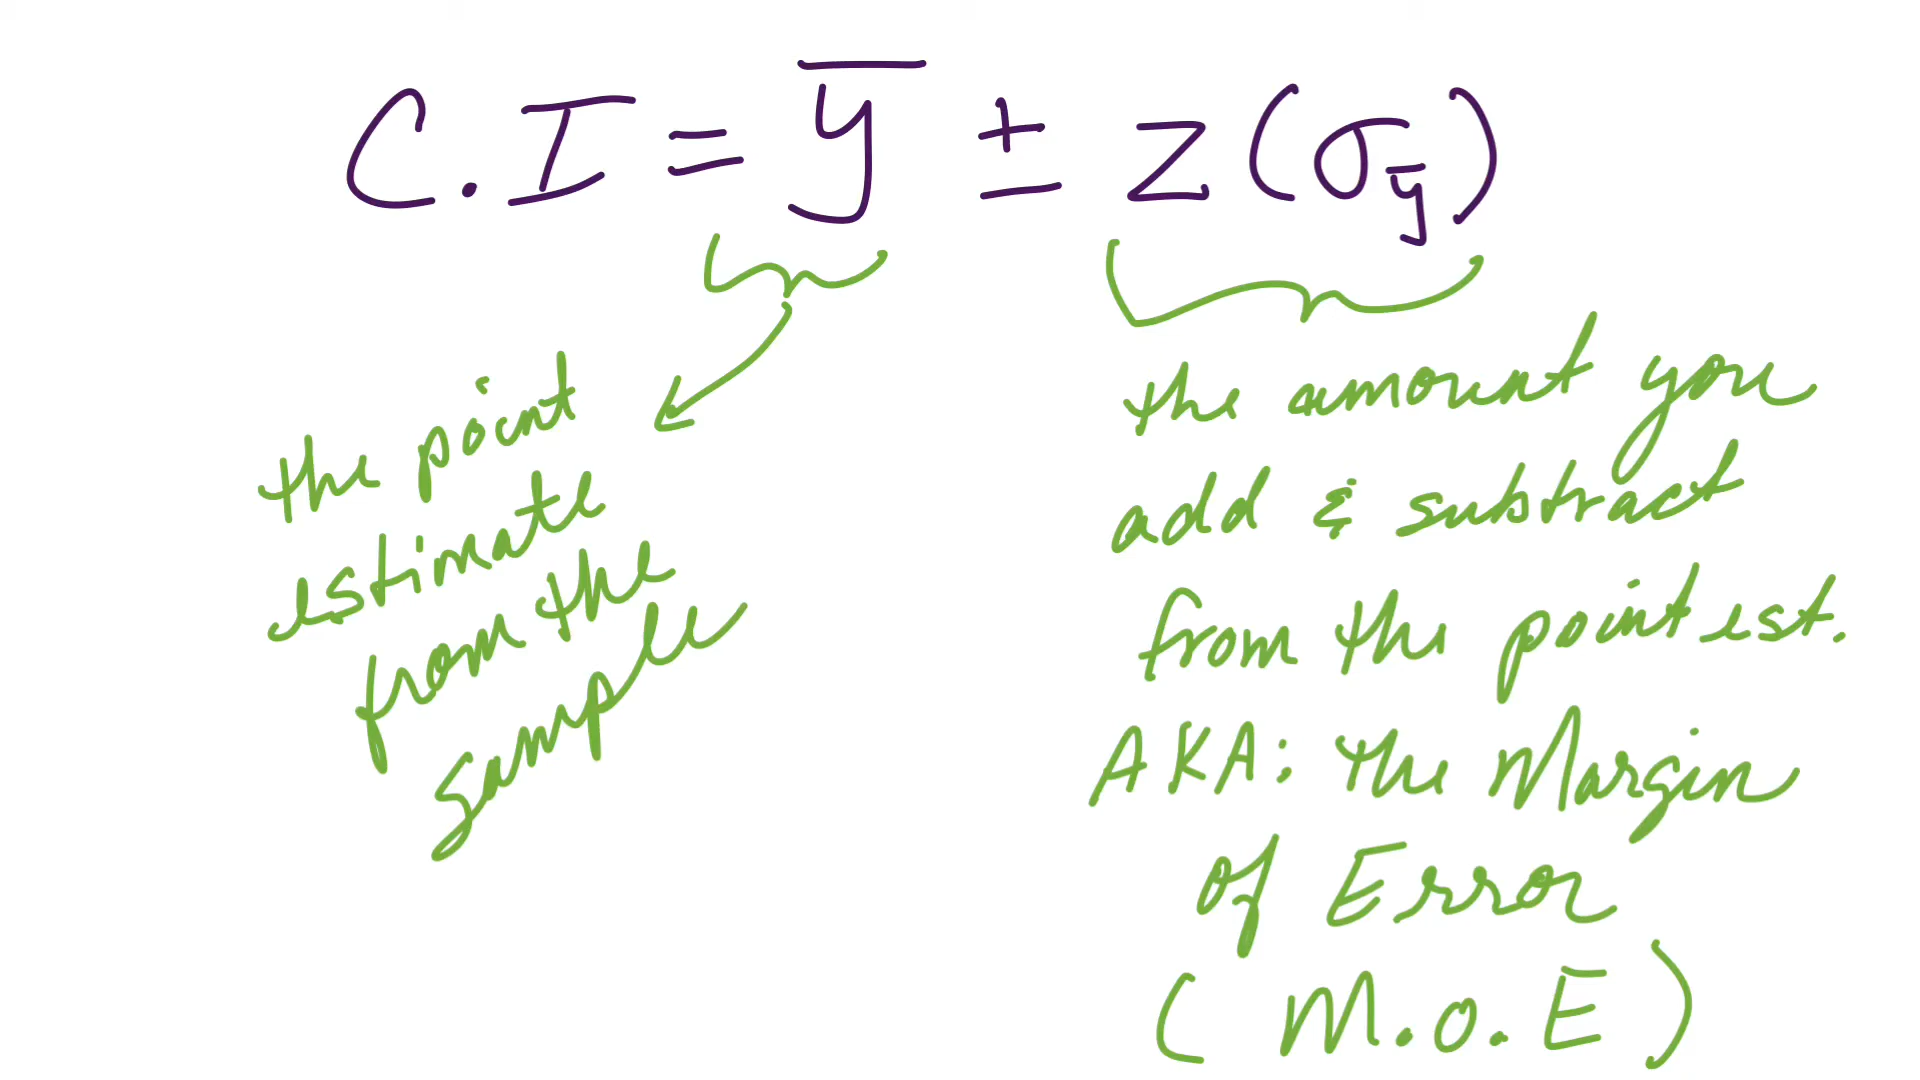 C.I = y̅ ± z(σy̅)
the point
estimate
from the
sample
the amount you
add & subtract
from the point est.
AKA: the Margin
of Error
(M.O.E)